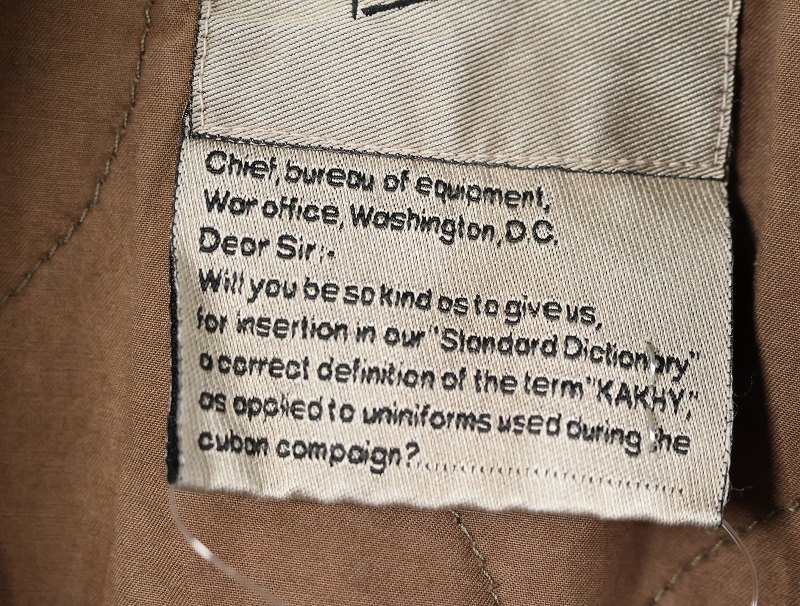 Chief, bureau of equipment,
War office, Washington, D.C.
Dear Sir:-
Will you be so kind as to give us,
for insertion in our "Standard Dictionary"
a correct definition of the term "KAKHY,"
as applied to uniniforms used during the
cuban campaign?..............................